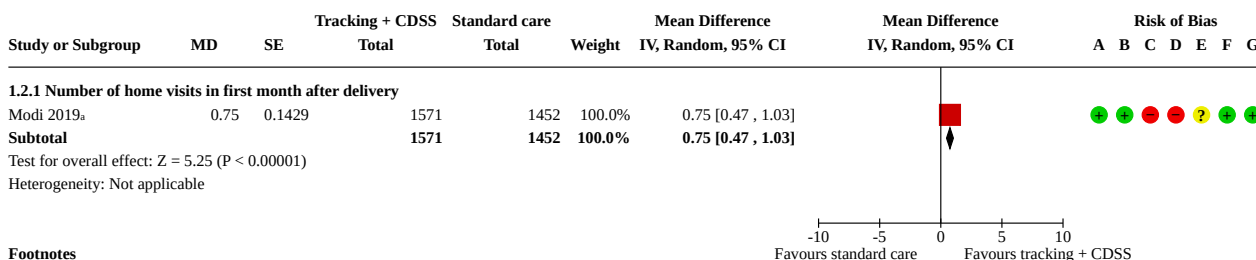 Tracking + CDSS Standard care Mean Difference Mean Difference Risk of Bias
Study or Subgroup MD SE Total Total Weight IV, Random, 95% CI IV, Random, 95% CI A B C D E F G
1.2.1 Number of home visits in first month after delivery
Modi 2019a 0.75 0.1429 1571 1452 100.0% 0.75 [0.47 , 1.03] + + − − ? + +
Subtotal 1571 1452 100.0% 0.75 [0.47 , 1.03]
Test for overall effect: Z = 5.25 (P < 0.00001)
Heterogeneity: Not applicable
-10 -5 0 5 10
Favours standard care Favours tracking + CDSS
Footnotes